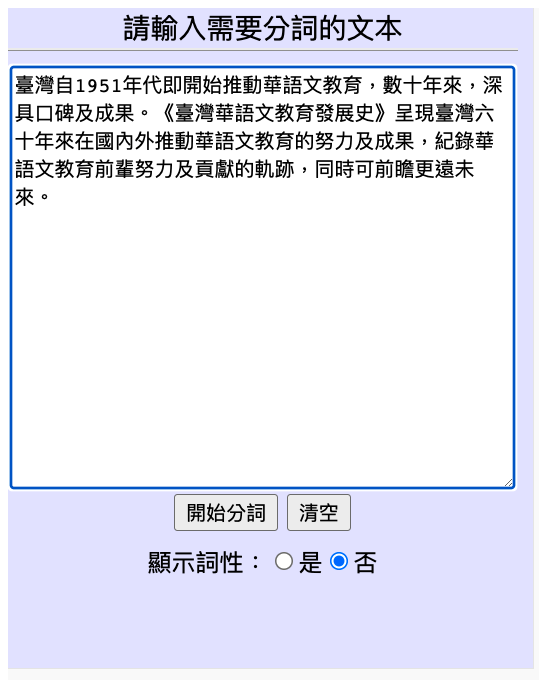 請輸入需要分詞的文本
臺灣自1951年代即開始推動華語文教育，數十年來，深
具口碑及成果。《臺灣華語文教育發展史》呈現臺灣六
十年來在國內外推動華語文教育的努力及成果，紀錄華
語文教育前輩努力及貢獻的軌跡，同時可前瞻更遠未
來。
開始分詞 清空
顯示詞性： 是 否